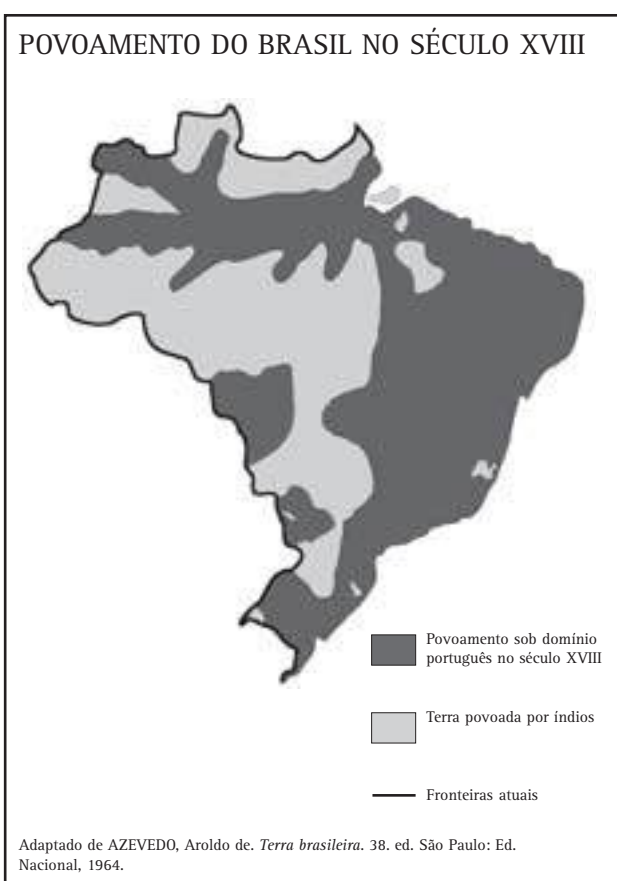 POVOAMENTO DO BRASIL NO SÉCULO XVIII
Povoamento sob domínio
português no século XVIII
Terra povoada por índios
Fronteiras atuais
Adaptado de AZEVEDO, Aroldo de. Terra brasileira. 38. ed. São Paulo: Ed.
Nacional, 1964.